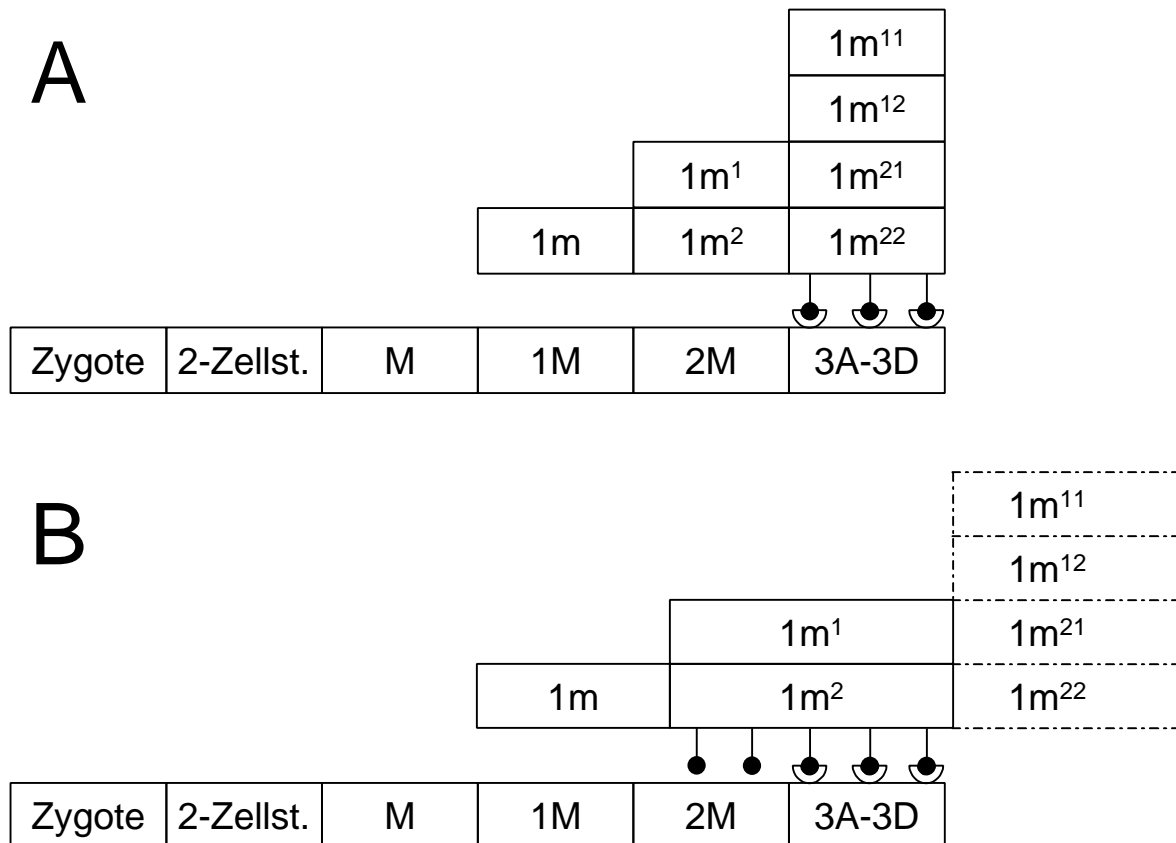 A
1m¹¹
1m¹²
1m¹ 1m²¹
1m 1m² 1m²²
Zygote 2-Zellst. M 1M 2M 3A-3D
B
1m¹¹
1m¹²
1m¹ 1m²¹
1m 1m² 1m²²
Zygote 2-Zellst. M 1M 2M 3A-3D